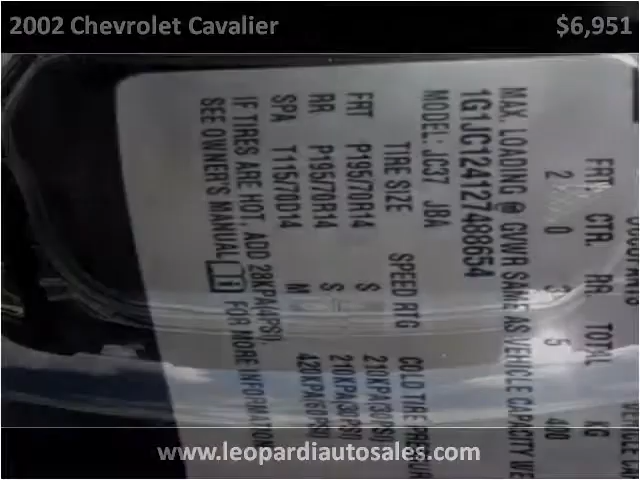 2002 Chevrolet Cavalier $6,951
VEHICLE CAP
FRT CTR. RR. TOTAL KG
2 0 3 5 400
MAX. LOADING @ GVWR SAME AS VEHICLE CAPACITY WE
1G1JC124127488654
MODEL: JC37 JBA
TIRE SIZE SPEED RTG COLD TIRE PRESSUR
FRT P195/70R14 S 210KPA(30PSI)
RR P195/70R14 S 210KPA(30PSI)
SPA T115/70D14 M 420KPA(60PSI)
IF TIRES ARE HOT, ADD 28KPA(4PSI),
SEE OWNER'S MANUAL FOR MORE INFORMATION
www.leopardiautosales.com